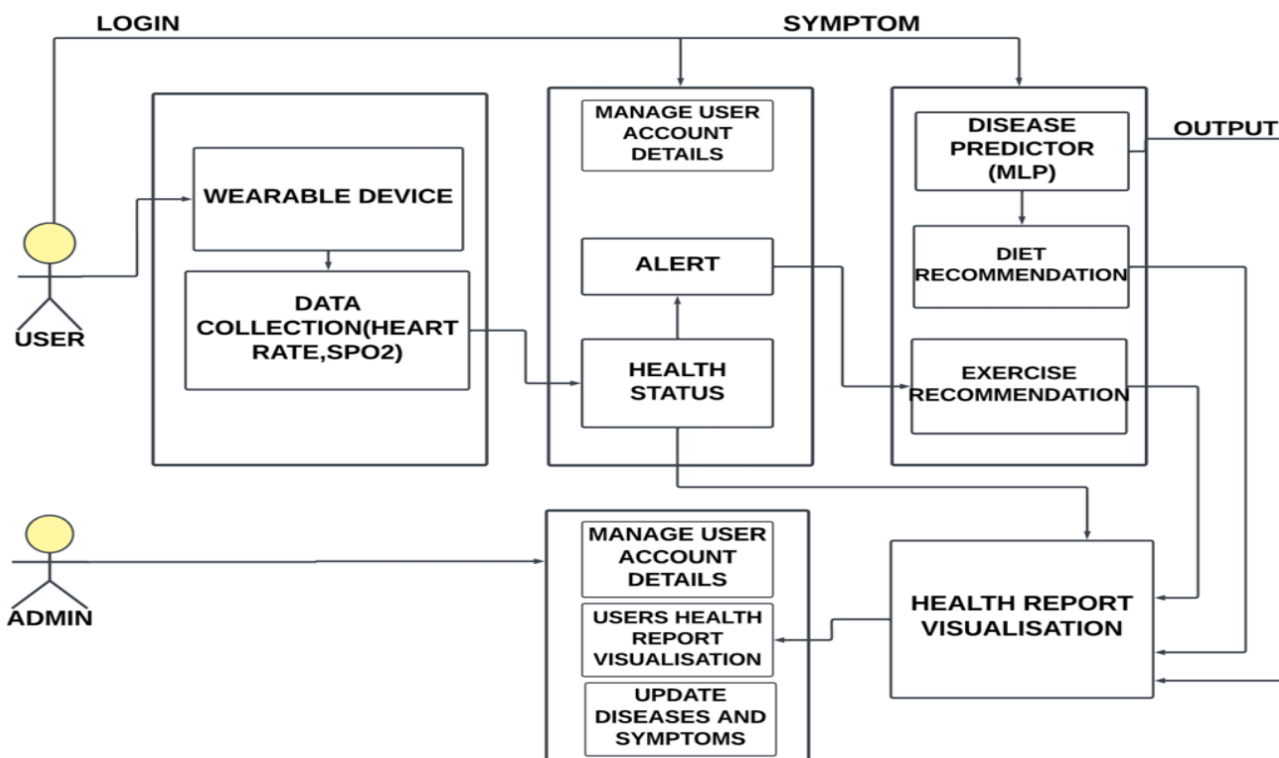 LOGIN
SYMPTOM
WEARABLE DEVICE
DATA
COLLECTION(HEART
RATE,SPO2)
USER
MANAGE USER
ACCOUNT
DETAILS
ALERT
HEALTH
STATUS
DISEASE
PREDICTOR
(MLP)
OUTPUT
DIET
RECOMMENDATION
EXERCISE
RECOMMENDATION
ADMIN
MANAGE USER
ACCOUNT
DETAILS
USERS HEALTH
REPORT
VISUALISATION
UPDATE
DISEASES AND
SYMPTOMS
HEALTH REPORT
VISUALISATION